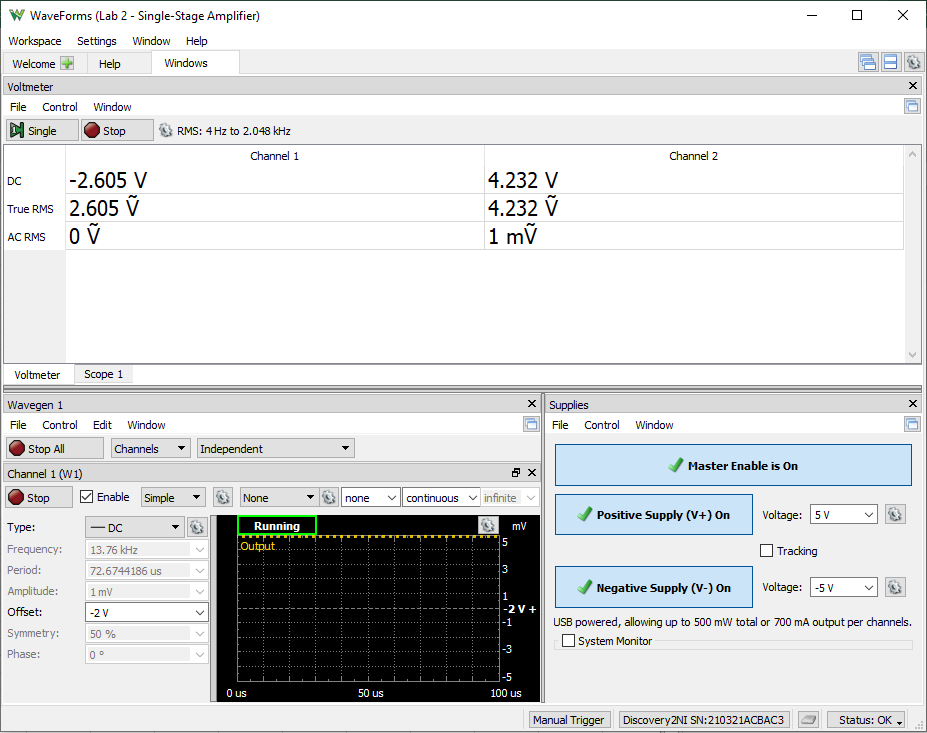 WaveForms (Lab 2 - Single-Stage Amplifier)
Workspace Settings Window Help
Welcome Help Windows
Voltmeter
File Control Window
Single Stop RMS: 4 Hz to 2.048 kHz
Channel 1 Channel 2
DC -2.605 V 4.232 V
True RMS 2.605 Ṽ 4.232 Ṽ
AC RMS 0 Ṽ 1 mṼ
Voltmeter Scope 1
Wavegen 1
File Control Edit Window
Stop All Channels Independent
Channel 1 (W1)
Stop Enable Simple None none continuous infinite
Type: DC
Frequency: 13.76 kHz
Period: 72.6744186 us
Amplitude: 1 mV
Offset: -2 V
Symmetry: 50 %
Phase: 0 °
Running mV
Output 5
3
1
-2 V +
-1
-3
-5
0 us 50 us 100 us
Supplies
File Control Window
Master Enable is On
Positive Supply (V+) On Voltage: 5 V
Tracking
Negative Supply (V-) On Voltage: -5 V
USB powered, allowing up to 500 mW total or 700 mA output per channels.
System Monitor
Manual Trigger Discovery2NI SN:210321ACBAC3 Status: OK